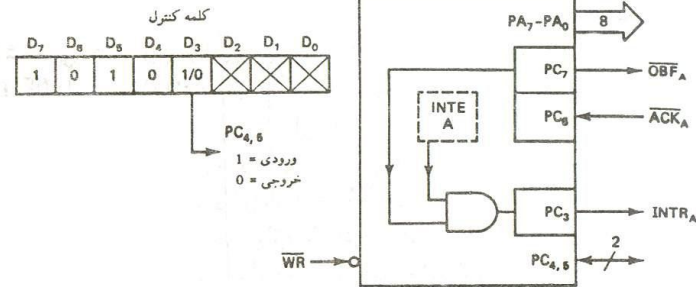 کلمه کنترل
D7 D6 D5 D4 D3 D2 D1 D0
1 0 1 0 1/0
PC4, 5
ورودی = 1
خروجی = 0
PA7-PA0 8
PC7 OBFA
INTE
A
PC6 ACKA
PC3 INTRA
WR
PC4, 5 2